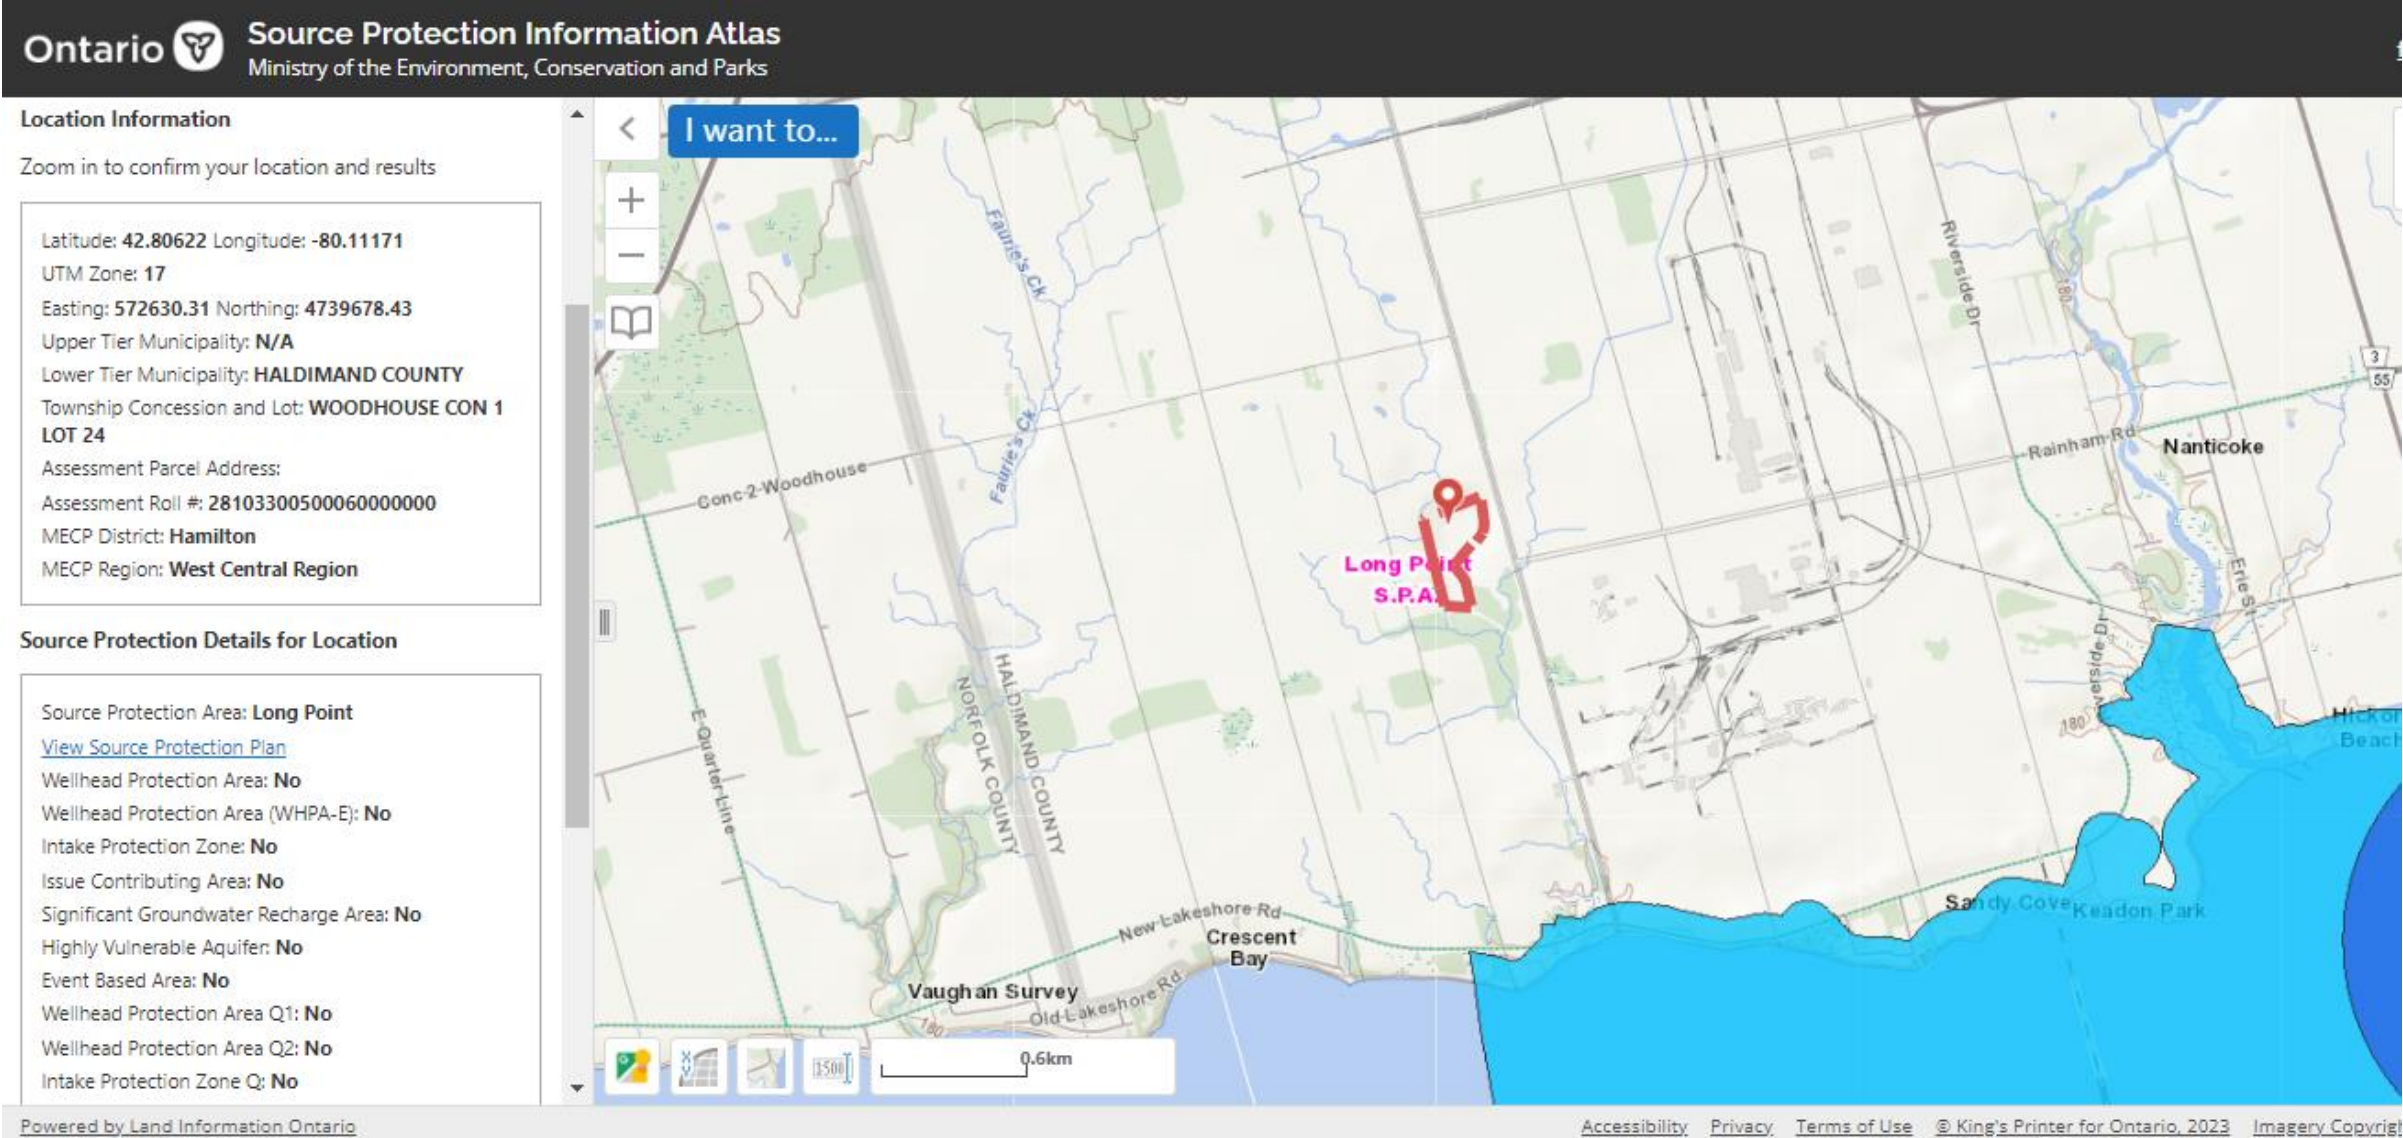 Ontario
Source Protection Information Atlas
Ministry of the Environment, Conservation and Parks
Location Information
Zoom in to confirm your location and results
Latitude: 42.80622 Longitude: -80.11171
UTM Zone: 17
Easting: 572630.31 Northing: 4739678.43
Upper Tier Municipality: N/A
Lower Tier Municipality: HALDIMAND COUNTY
Township Concession and Lot: WOODHOUSE CON 1
LOT 24
Assessment Parcel Address:
Assessment Roll #: 28103300500060000000
MECP District: Hamilton
MECP Region: West Central Region
Source Protection Details for Location
Source Protection Area: Long Point
View Source Protection Plan
Wellhead Protection Area: No
Wellhead Protection Area (WHPA-E): No
Intake Protection Zone: No
Issue Contributing Area: No
Significant Groundwater Recharge Area: No
Highly Vulnerable Aquifer: No
Event Based Area: No
Wellhead Protection Area Q1: No
Wellhead Protection Area Q2: No
Intake Protection Zone Q: No
I want to...
Faurie's Ck
Riverside Dr
180
3
55
Faurie's Ck
Conc 2 Woodhouse
Rainham Rd
Nanticoke
Long Point
S.P.A.
Erie St
HALDIMAND COUNTY
NORFOLK COUNTY
E Quarter Line
Riverside Dr
180
Beach
New Lakeshore Rd
Crescent
Bay
Sandy Cove
Keadon Park
Vaughan Survey
Old Lakeshore Rd
180
1500
0.6km
Powered by Land Information Ontario
Accessibility
Privacy
Terms of Use
© King's Printer for Ontario, 2023
Imagery